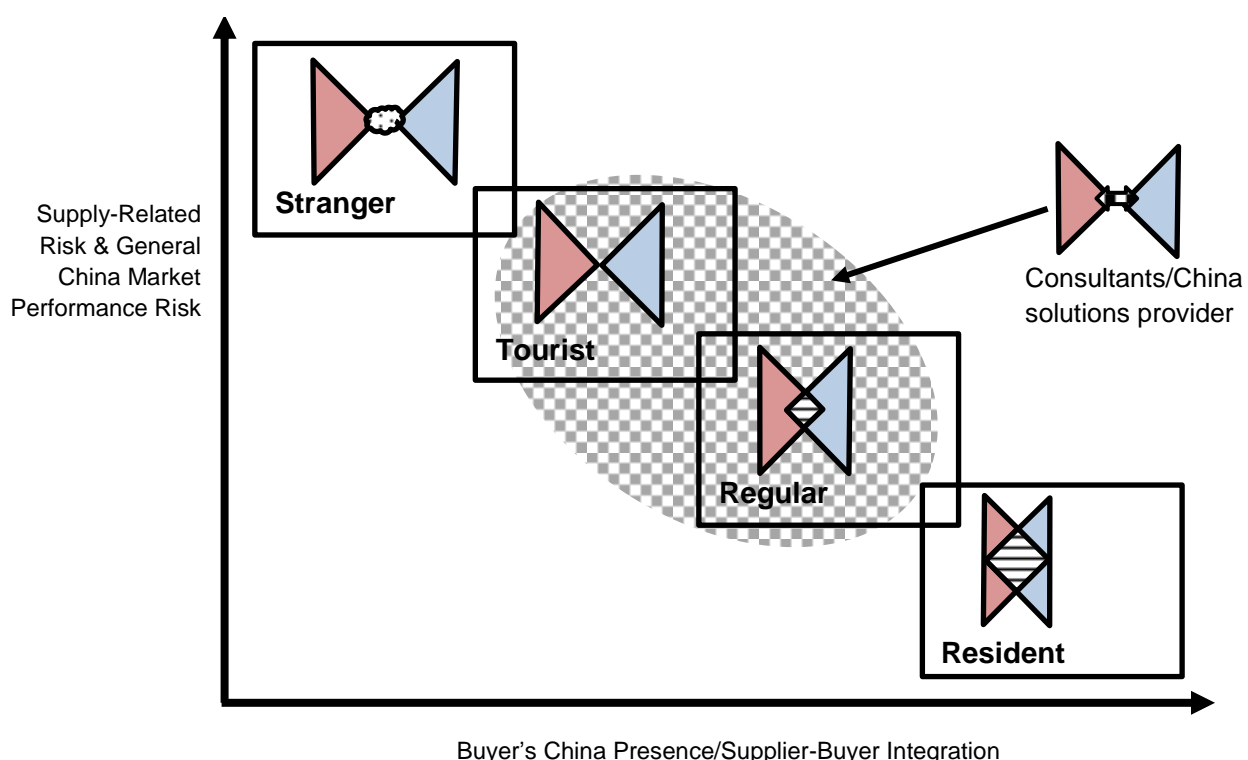 Stranger
Supply-Related
Risk & General
China Market
Performance Risk
Consultants/China
solutions provider
Tourist
Regular
Resident
Buyer’s China Presence/Supplier-Buyer Integration